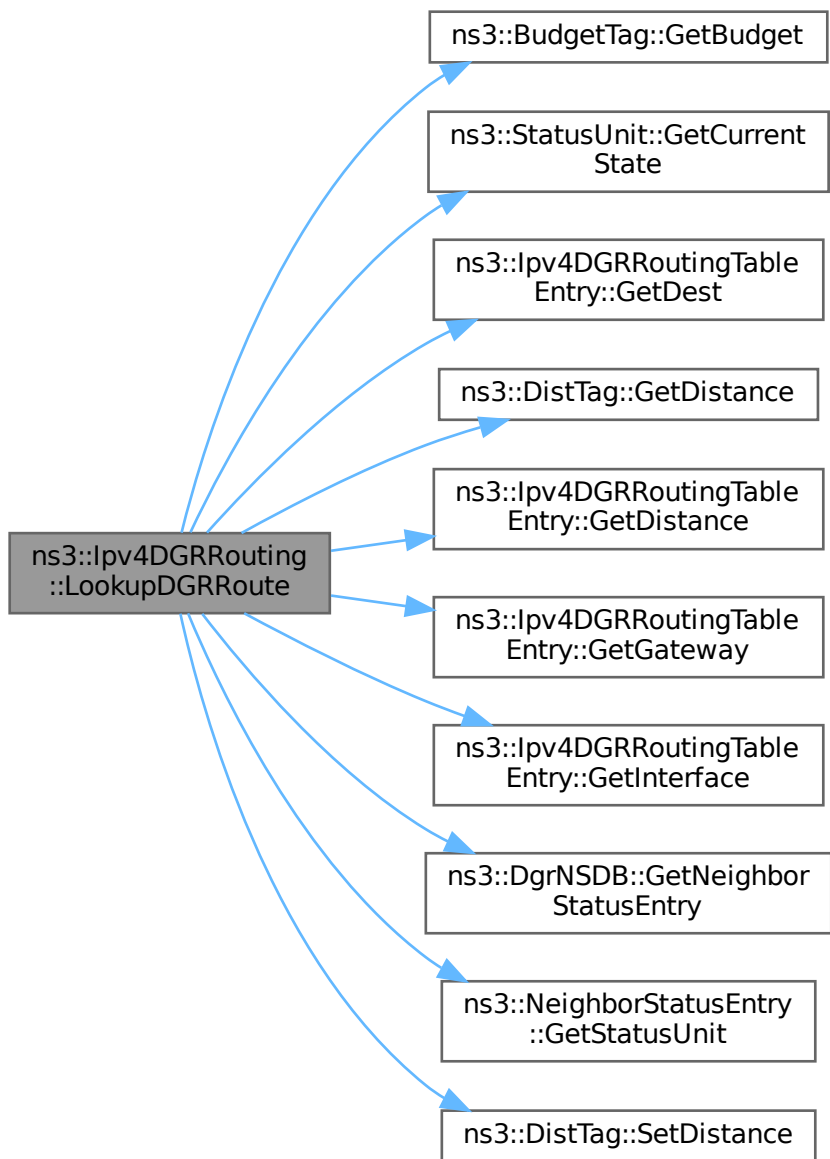 ns3::BudgetTag::GetBudget
ns3::StatusUnit::GetCurrent
State
ns3::Ipv4DGRRoutingTable
Entry::GetDest
ns3::DistTag::GetDistance
ns3::Ipv4DGRRoutingTable
Entry::GetDistance
ns3::Ipv4DGRRouting
::LookupDGRRoute
ns3::Ipv4DGRRoutingTable
Entry::GetGateway
ns3::Ipv4DGRRoutingTable
Entry::GetInterface
ns3::DgrNSDB::GetNeighbor
StatusEntry
ns3::NeighborStatusEntry
::GetStatusUnit
ns3::DistTag::SetDistance